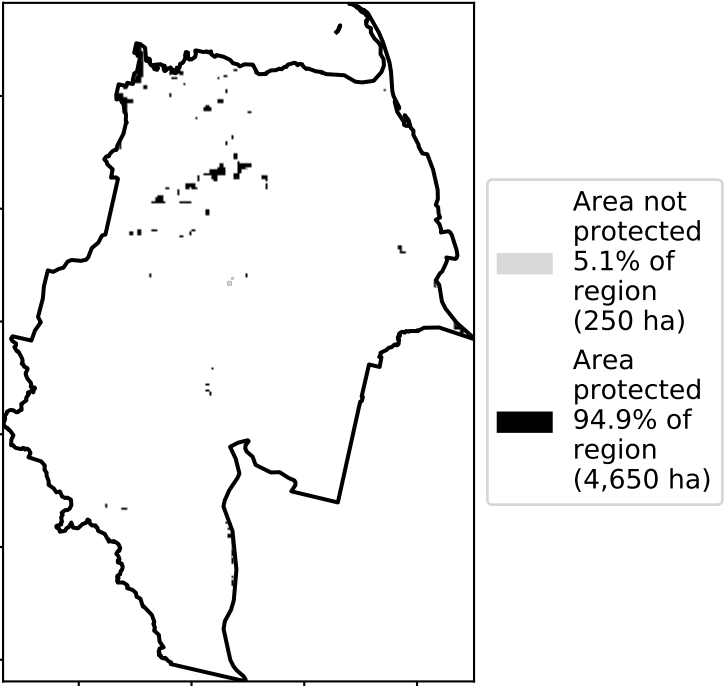 Area not
protected
5.1% of
region
(250 ha)
Area
protected
94.9% of
region
(4,650 ha)